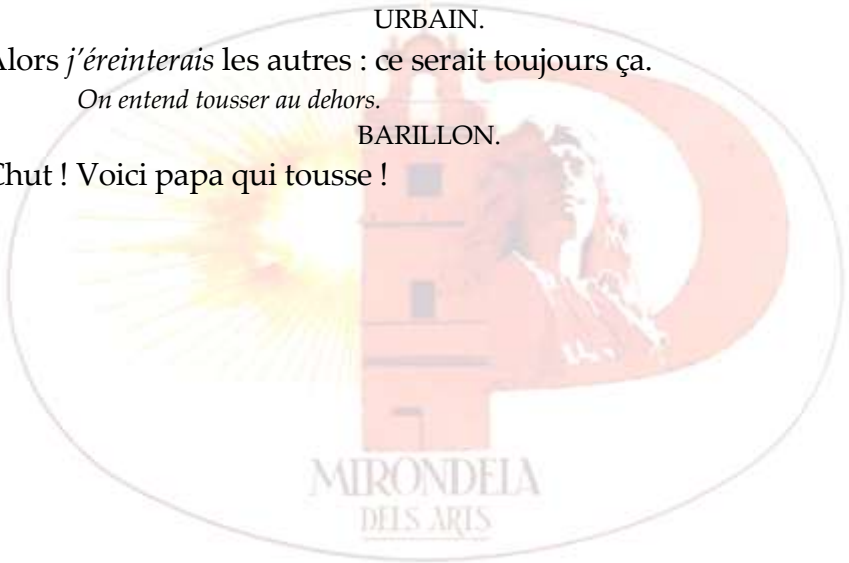 URBAIN.
Alors j’éreinterais les autres : ce serait toujours ça.
On entend tousser au dehors.
BARILLON.
Chut ! Voici papa qui tousse !
MIRONDELA
DELS ARTS